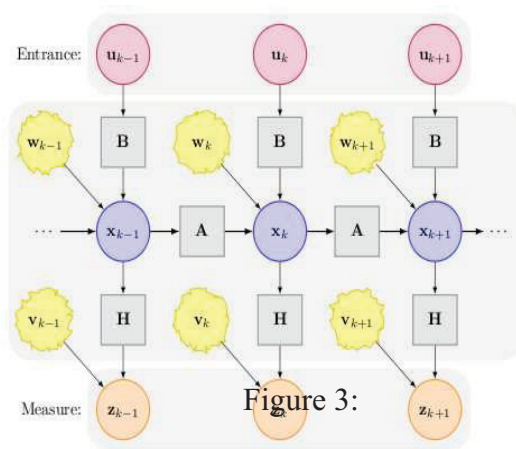 Entrance: u_{k−1} u_k u_{k+1}
w_{k−1} B w_k B w_{k+1} B
··· x_{k−1} A x_k A x_{k+1} ···
v_{k−1} H v_k H v_{k+1} H
Measure: z_{k−1} z_{k+1}
Figure 3: